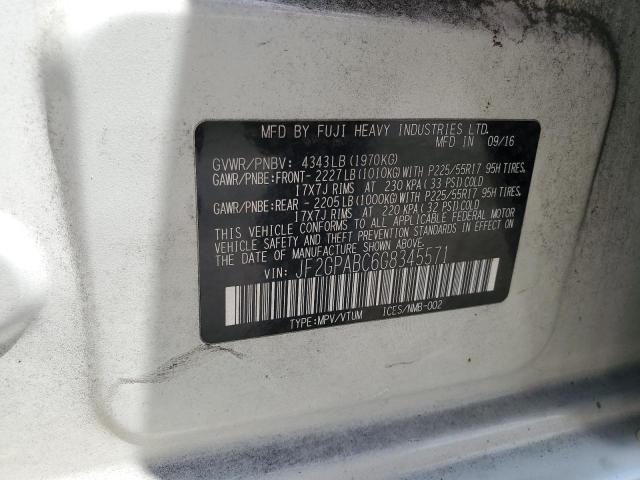 MFD BY FUJI HEAVY INDUSTRIES LTD.
MFD IN 09/16
GVWR/PNBV: 4343LB(1970KG)
GAWR/PNBE:FRONT- 2227LB(1010KG)WITH P225/55R17 95H TIRES,
17X7J RIMS AT 230 KPA( 33 PSI)COLD
GAWR/PNBE:REAR - 2205LB(1000KG)WITH P225/55R17 95H TIRES,
17X7J RIMS AT 220 KPA( 32 PSI)COLD
THIS VEHICLE CONFORMS TO ALL APPLICABLE FEDERAL MOTOR
VEHICLE SAFETY AND THEFT PREVENTION STANDARDS IN EFFECT
ON THE DATE OF MANUFACTURE SHOWN ABOVE.
VIN: JF2GPABC6G8345571
TYPE:MPV/VTUM ICES/NMB-002